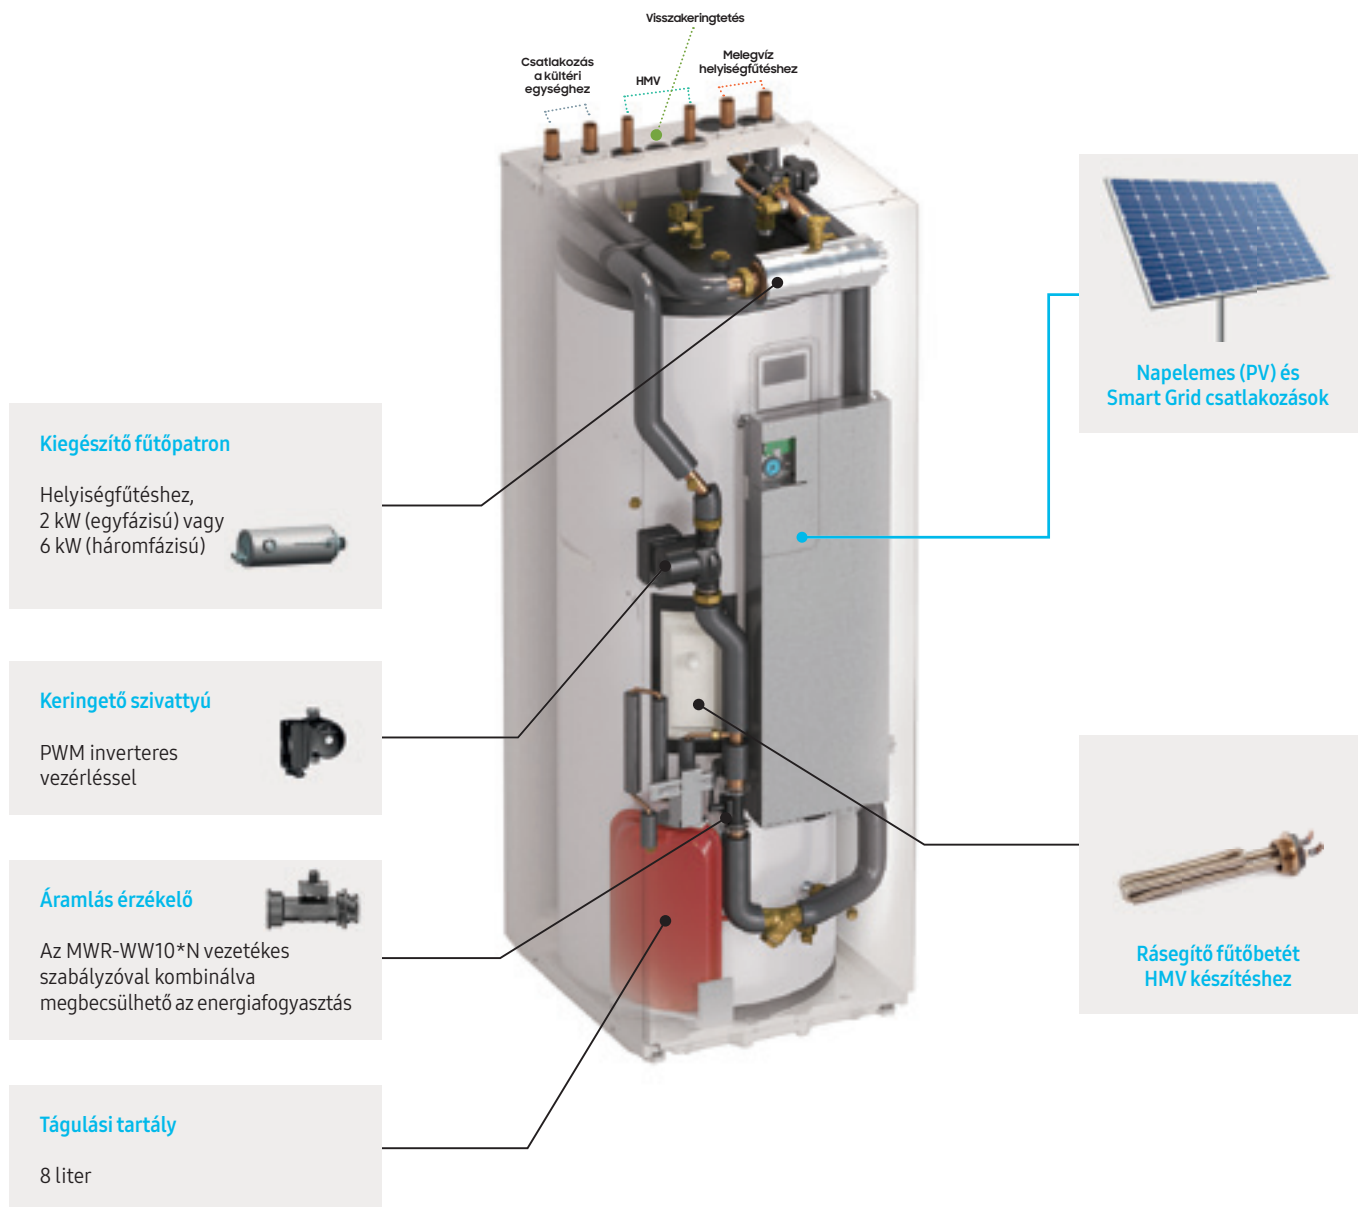 Visszakeringtetés
Csatlakozás
a kültéri
egységhez
HMV
Melegvíz
helyiségfűtéshez
Napelemes (PV) és
Smart Grid csatlakozások
Kiegészítő fűtőpatron
Helyiségfűtéshez,
2 kW (egyfázisú) vagy
6 kW (háromfázisú)
Keringető szivattyú
PWM inverteres
vezérléssel
Áramlás érzékelő
Az MWR-WW10*N vezetékes
szabályzóval kombinálva
megbecsülhető az energiafogyasztás
Rásegítő fűtőbetét
HMV készítéshez
Tágulási tartály
8 liter